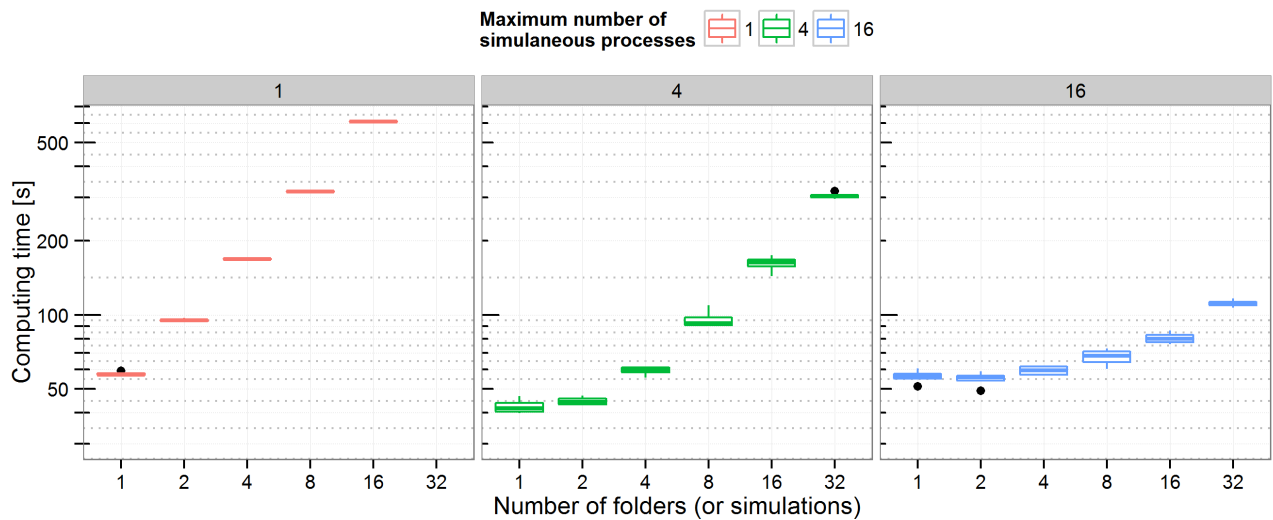 Maximum number of
simulaneous processes 1 4 16
1 4 16
Computing time [s]
500
200
100
50
1 2 4 8 16 32 1 2 4 8 16 32 1 2 4 8 16 32
Number of folders (or simulations)